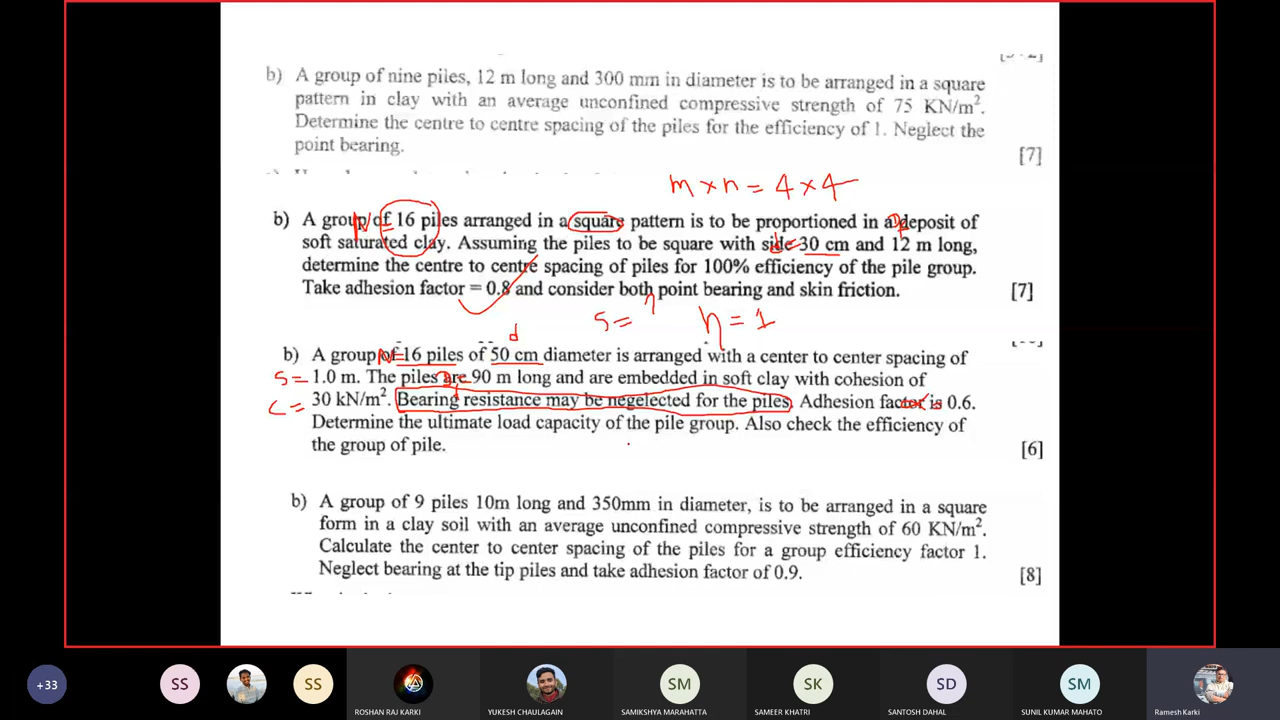 b) A group of nine piles, 12 m long and 300 mm in diameter is to be arranged in a square
pattern in clay with an average unconfined compressive strength of 75 KN/m².
Determine the centre to centre spacing of the piles for the efficiency of 1. Neglect the
point bearing.
[7]
m × n = 4 × 4
b) A group of 16 piles arranged in a square pattern is to be proportioned in a deposit of
N =
soft saturated clay. Assuming the piles to be square with side 30 cm and 12 m long,
d =
determine the centre to centre spacing of piles for 100% efficiency of the pile group.
Take adhesion factor = 0.8 and consider both point bearing and skin friction.
[7]
S = ?
η = 1
d
b) A group of 16 piles of 50 cm diameter is arranged with a center to center spacing of
N =
S = 1.0 m. The piles are 90 m long and are embedded in soft clay with cohesion of
C = 30 kN/m². Bearing resistance may be negelected for the piles. Adhesion factor is 0.6.
Determine the ultimate load capacity of the pile group. Also check the efficiency of
the group of pile.
[6]
b) A group of 9 piles 10m long and 350mm in diameter, is to be arranged in a square
form in a clay soil with an average unconfined compressive strength of 60 KN/m².
Calculate the center to center spacing of the piles for a group efficiency factor 1.
Neglect bearing at the tip piles and take adhesion factor of 0.9.
[8]
+33
SS
SS
SM
SK
SD
SM
ROSHAN RAJ KARKI
YUKESH CHAULAGAIN
SAMIKSHYA MARAHATTA
SAMEER KHATRI
SANTOSH DAHAL
SUNIL KUMAR MAHATO
Ramesh Karki